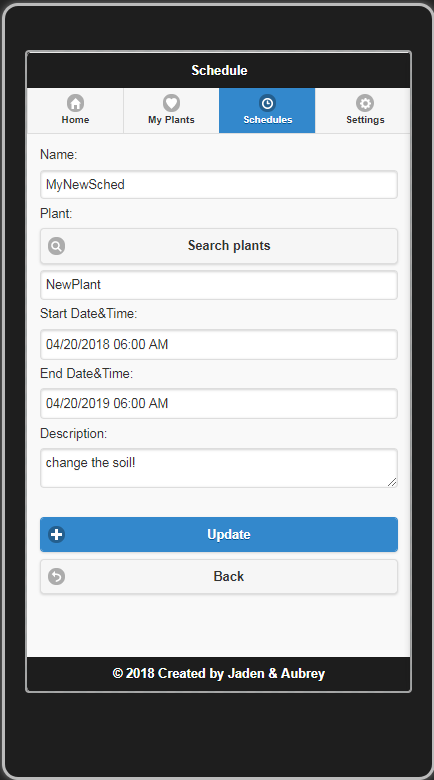 Schedule
Home My Plants Schedules Settings
Name:
MyNewSched
Plant:
Search plants
NewPlant
Start Date&Time:
04/20/2018 06:00 AM
End Date&Time:
04/20/2019 06:00 AM
Description:
change the soil!
Update
Back
© 2018 Created by Jaden & Aubrey